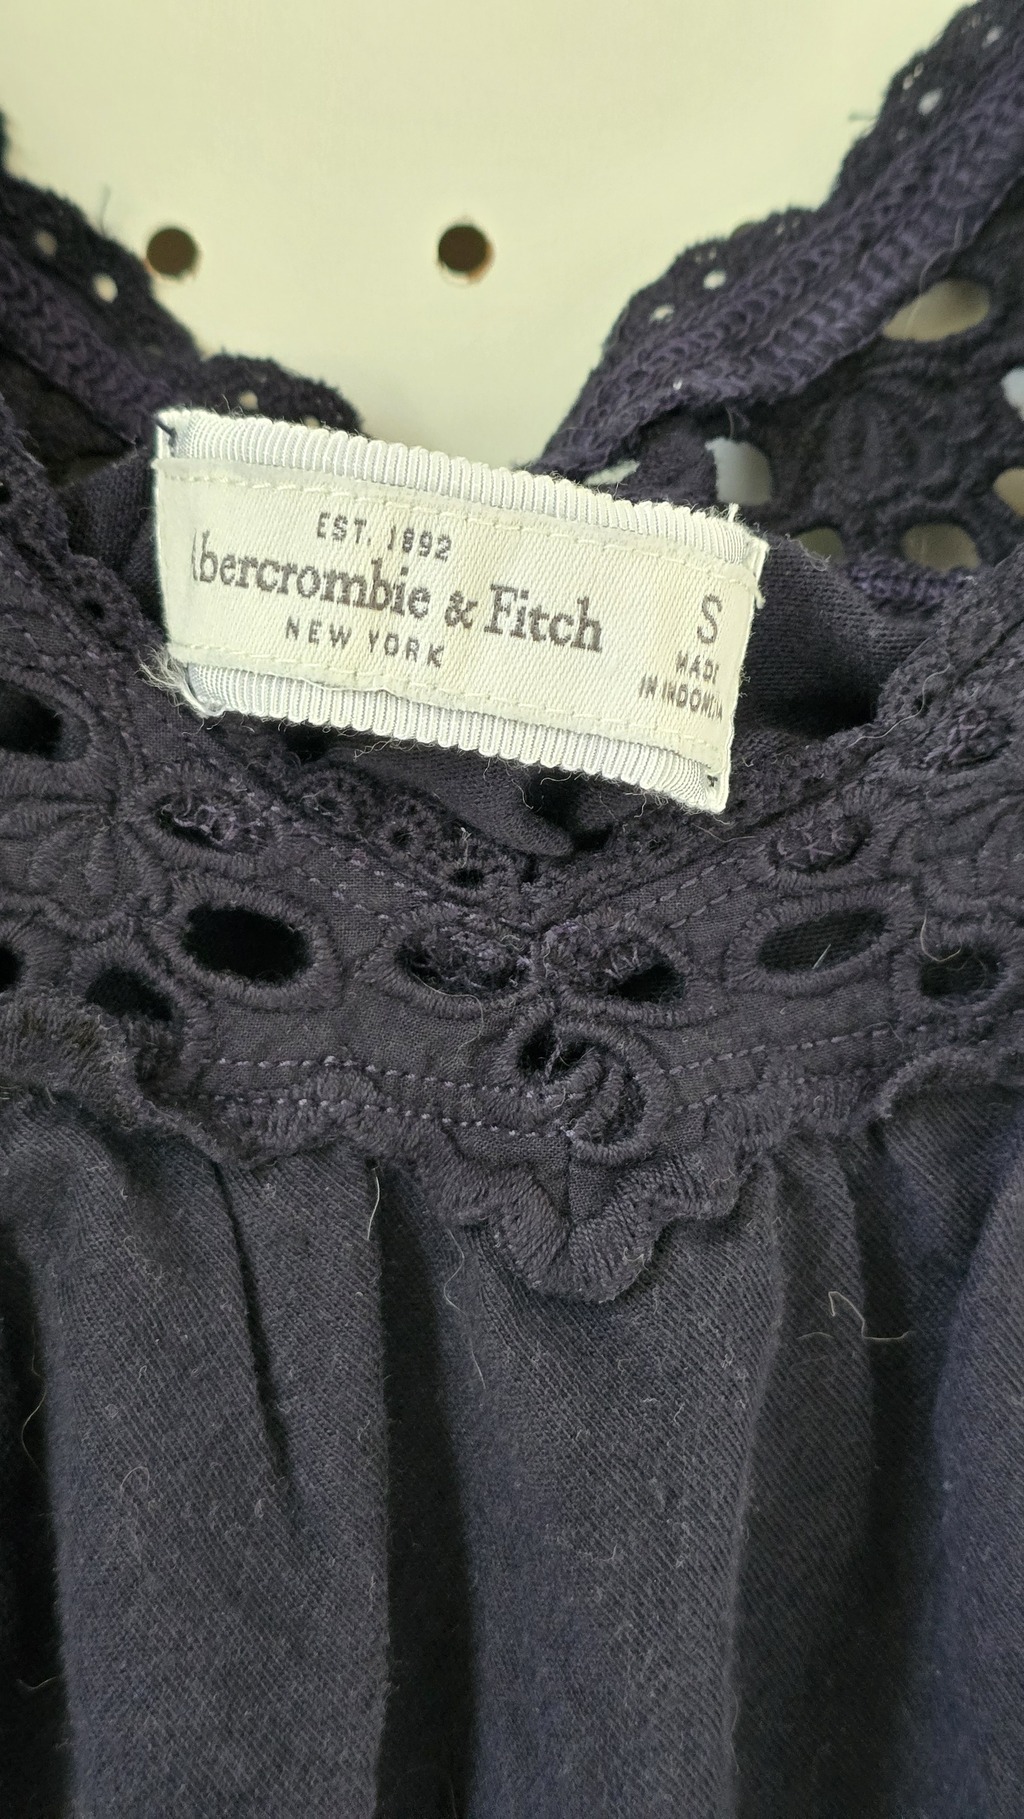 EST. 1892
Abercrombie & Fitch
NEW YORK
S
MADE
IN INDONESIA